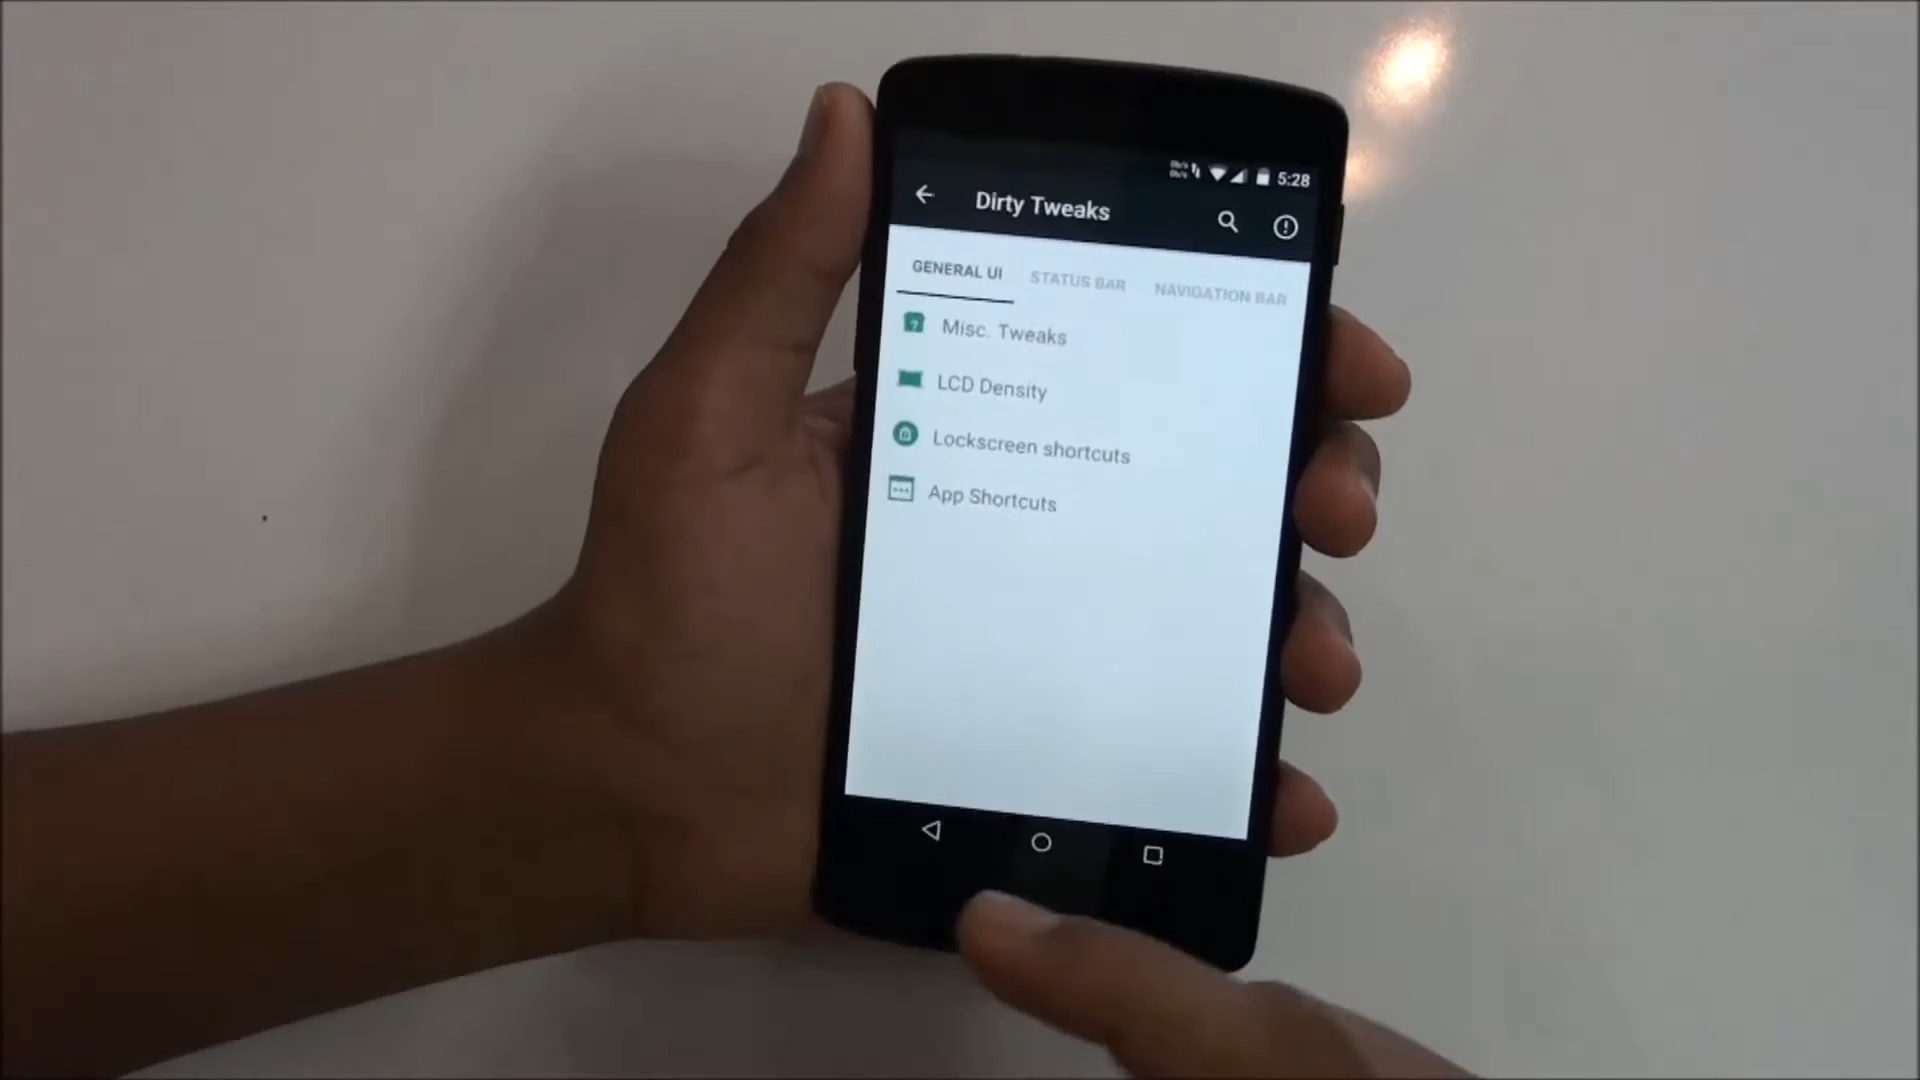 5:28
Dirty Tweaks
GENERAL UI STATUS BAR NAVIGATION BAR
Misc. Tweaks
LCD Density
Lockscreen shortcuts
App Shortcuts